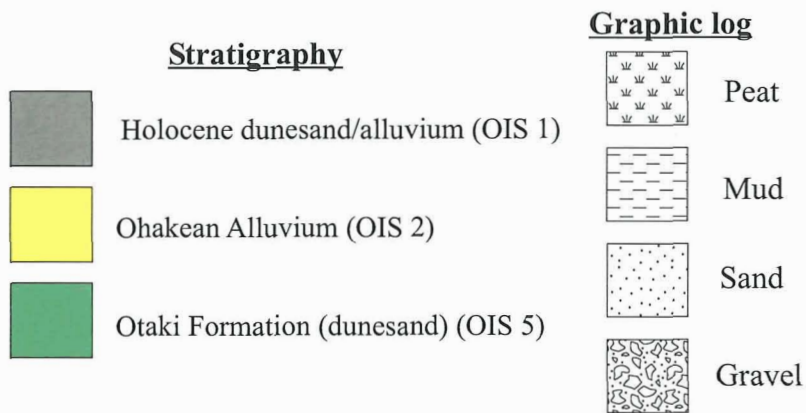 Stratigraphy
Holocene dunesand/alluvium (OIS 1)
Ohakean Alluvium (OIS 2)
Otaki Formation (dunesand) (OIS 5)
Graphic log
Peat
Mud
Sand
Gravel